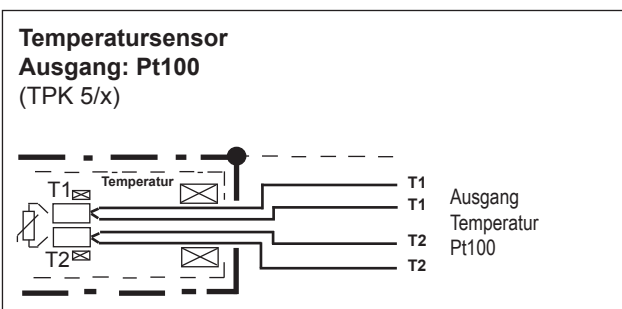 Temperatursensor
Ausgang: Pt100
(TPK 5/x)
T1
Temperatur
T2
T1
T1
T2
T2
Ausgang
Temperatur
Pt100